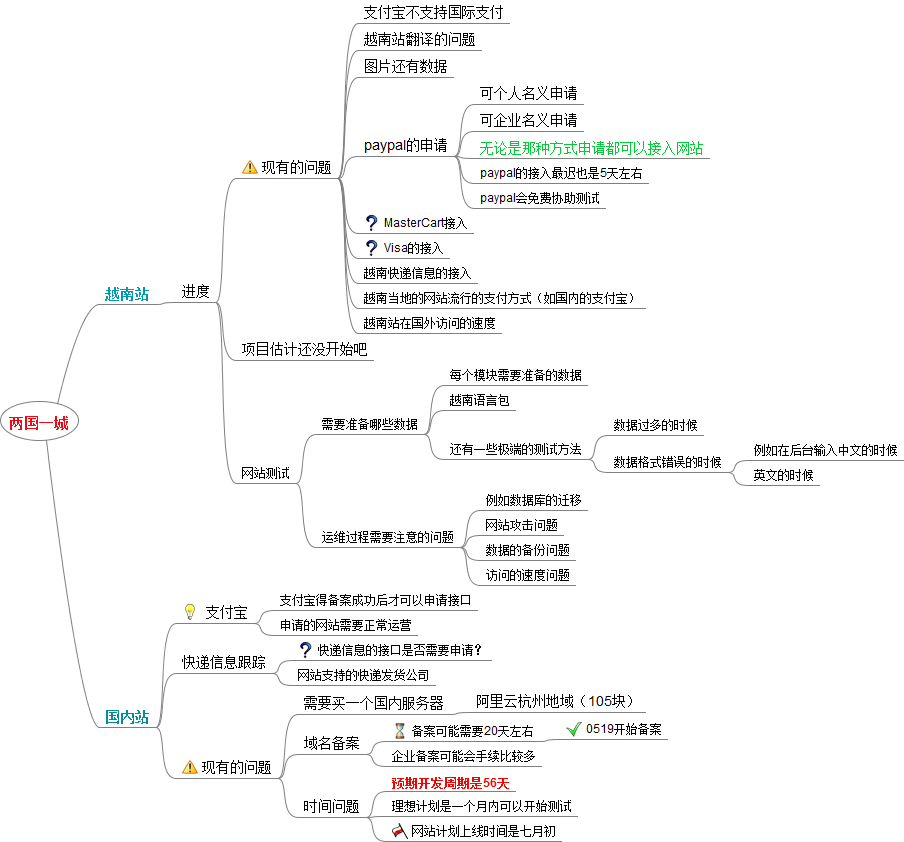 两国一城
越南站
进度
现有的问题
支付宝不支持国际支付
越南站翻译的问题
图片还有数据
paypal的申请
可个人名义申请
可企业名义申请
无论是那种方式申请都可以接入网站
paypal的接入最迟也是5天左右
paypal会免费协助测试
MasterCart接入
Visa的接入
越南快递信息的接入
越南当地的网站流行的支付方式（如国内的支付宝）
越南站在国外访问的速度
项目估计还没开始吧
网站测试
需要准备哪些数据
每个模块需要准备的数据
越南语言包
还有一些极端的测试方法
数据过多的时候
数据格式错误的时候
例如在后台输入中文的时候
英文的时候
运维过程需要注意的问题
例如数据库的迁移
网站攻击问题
数据的备份问题
访问的速度问题
国内站
支付宝
支付宝得备案成功后才可以申请接口
申请的网站需要正常运营
快递信息跟踪
快递信息的接口是否需要申请？
网站支持的快递发货公司
现有的问题
需要买一个国内服务器
阿里云杭州地域（105块）
域名备案
备案可能需要20天左右
0519开始备案
企业备案可能会手续比较多
时间问题
预期开发周期是56天
理想计划是一个月内可以开始测试
网站计划上线时间是七月初